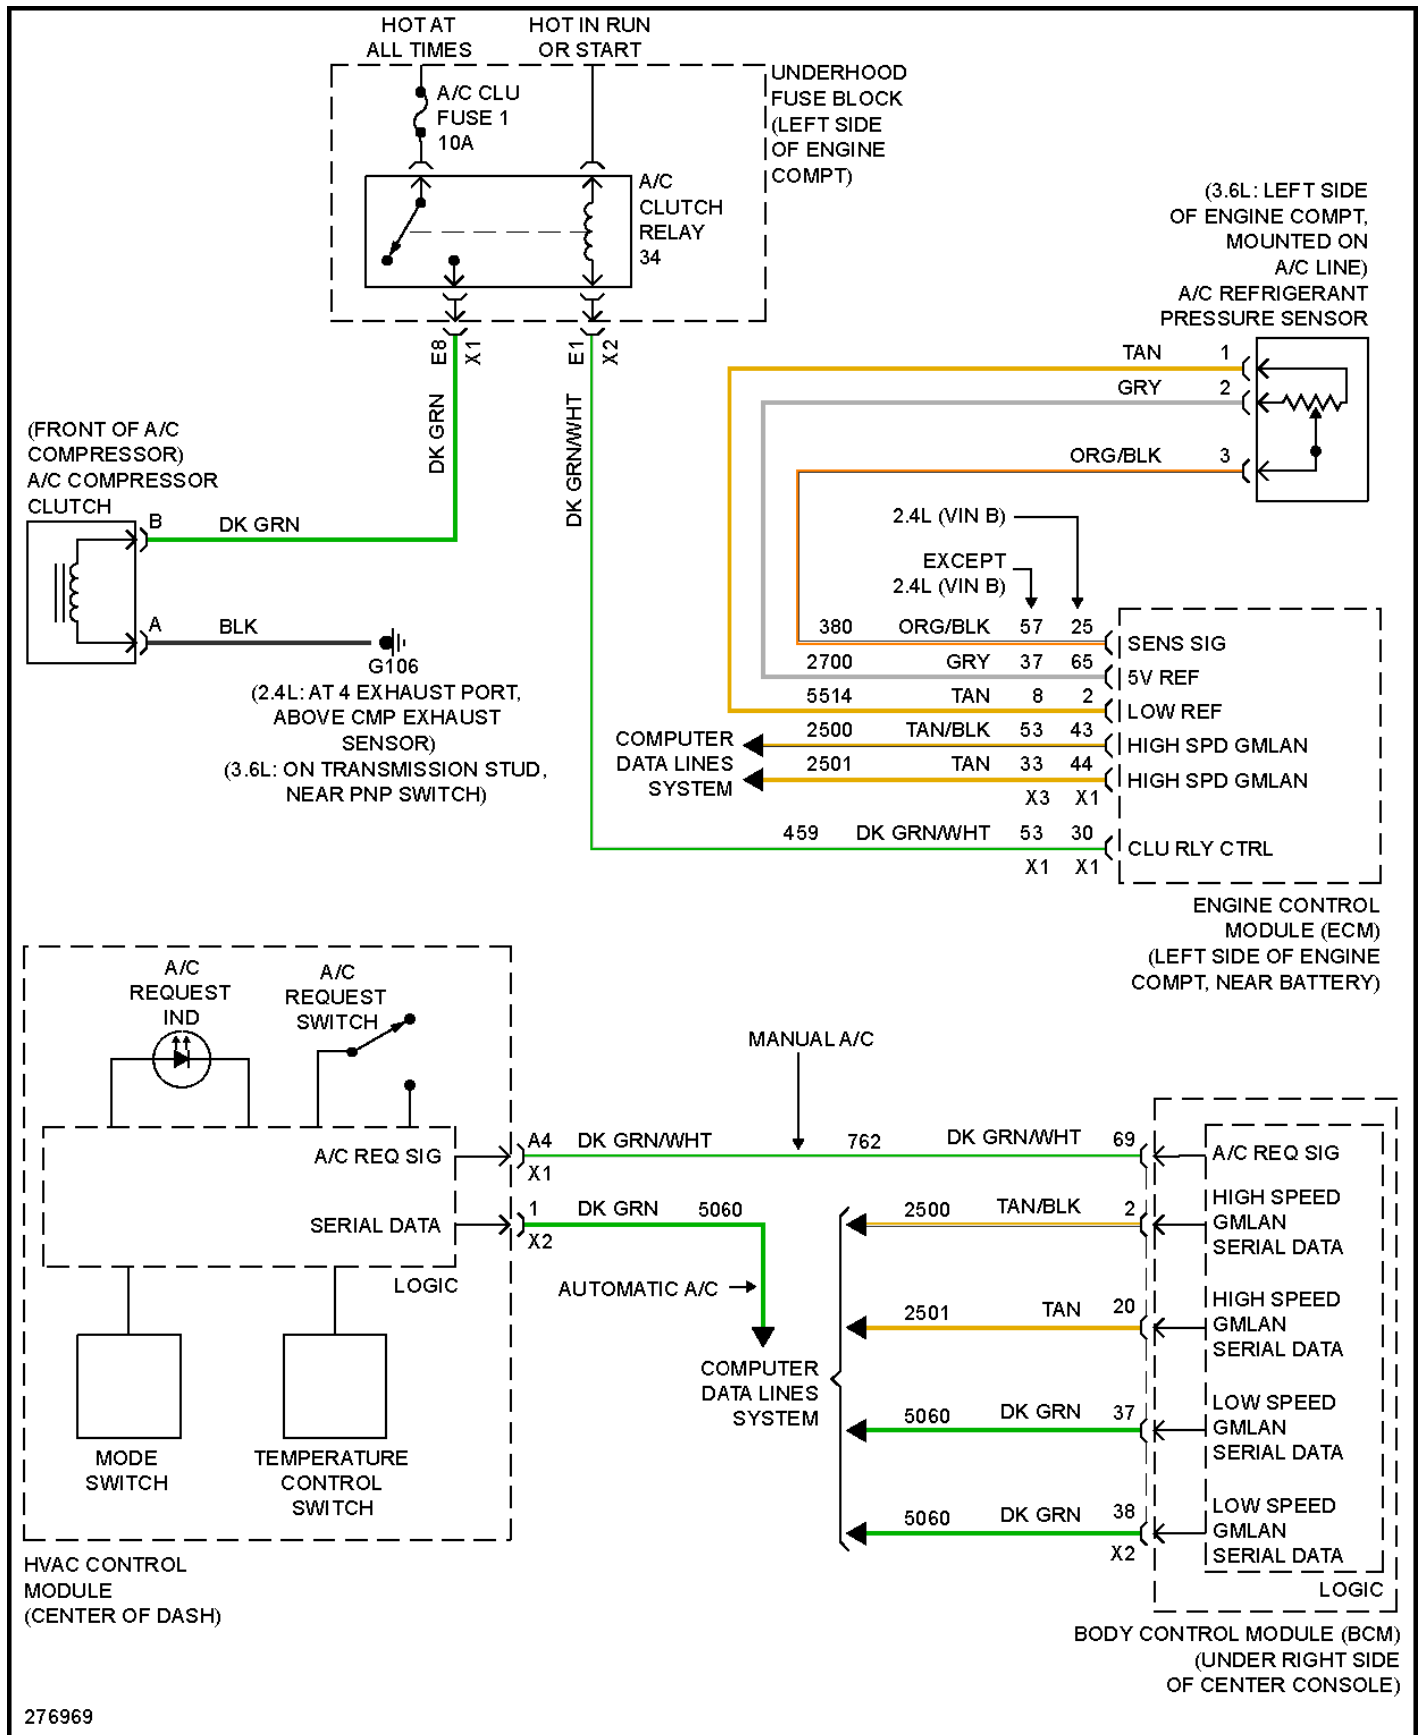 HOT AT
ALL TIMES
HOT IN RUN
OR START
A/C CLU
FUSE 1
10A
UNDERHOOD
FUSE BLOCK
(LEFT SIDE
OF ENGINE
COMPT)
A/C
CLUTCH
RELAY
34
E8
X1
E1
X2
DK GRN
DK GRN/WHT
(3.6L: LEFT SIDE
OF ENGINE COMPT,
MOUNTED ON
A/C LINE)
A/C REFRIGERANT
PRESSURE SENSOR
TAN 1
GRY 2
ORG/BLK 3
(FRONT OF A/C
COMPRESSOR)
A/C COMPRESSOR
CLUTCH
B DK GRN
A BLK
G106
(2.4L: AT 4 EXHAUST PORT,
ABOVE CMP EXHAUST
SENSOR)
(3.6L: ON TRANSMISSION STUD,
NEAR PNP SWITCH)
2.4L (VIN B)
EXCEPT
2.4L (VIN B)
380 ORG/BLK 57 25 SENS SIG
2700 GRY 37 65 5V REF
5514 TAN 8 2 LOW REF
2500 TAN/BLK 53 43 HIGH SPD GMLAN
2501 TAN 33 44 HIGH SPD GMLAN
X3 X1
COMPUTER
DATA LINES
SYSTEM
459 DK GRN/WHT 53 30 CLU RLY CTRL
X1 X1
ENGINE CONTROL
MODULE (ECM)
(LEFT SIDE OF ENGINE
COMPT, NEAR BATTERY)
A/C
REQUEST
IND
A/C
REQUEST
SWITCH
MANUAL A/C
A/C REQ SIG
A4 DK GRN/WHT 762 DK GRN/WHT 69
X1
A/C REQ SIG
SERIAL DATA
1 DK GRN 5060
X2
LOGIC
AUTOMATIC A/C
COMPUTER
DATA LINES
SYSTEM
2500 TAN/BLK 2
HIGH SPEED
GMLAN
SERIAL DATA
2501 TAN 20
HIGH SPEED
GMLAN
SERIAL DATA
5060 DK GRN 37
LOW SPEED
GMLAN
SERIAL DATA
5060 DK GRN 38
X2
LOW SPEED
GMLAN
SERIAL DATA
LOGIC
MODE
SWITCH
TEMPERATURE
CONTROL
SWITCH
HVAC CONTROL
MODULE
(CENTER OF DASH)
BODY CONTROL MODULE (BCM)
(UNDER RIGHT SIDE
OF CENTER CONSOLE)
276969